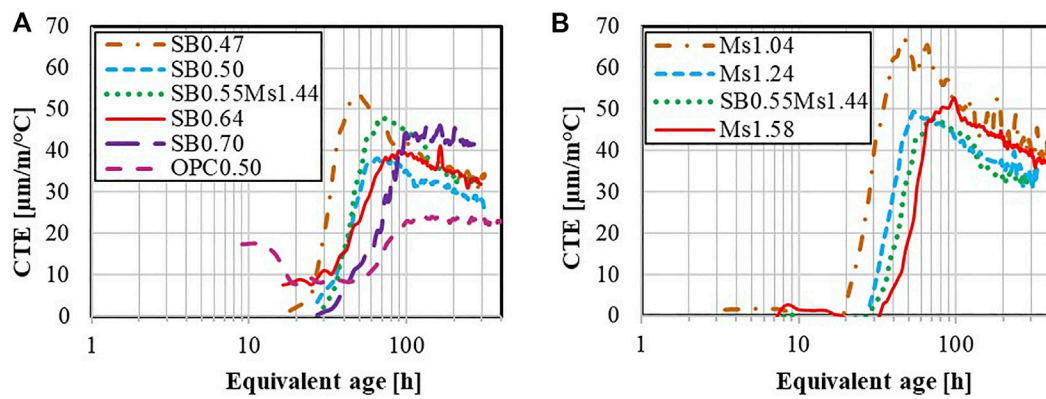 A
CTE [µm/m/°C]
70
60
50
40
30
20
10
0
SB0.47
SB0.50
SB0.55Ms1.44
SB0.64
SB0.70
OPC0.50
1
10
100
Equivalent age [h]
B
CTE [µm/m°C]
70
60
50
40
30
20
10
0
Ms1.04
Ms1.24
SB0.55Ms1.44
Ms1.58
1
10
100
Equivalent age [h]